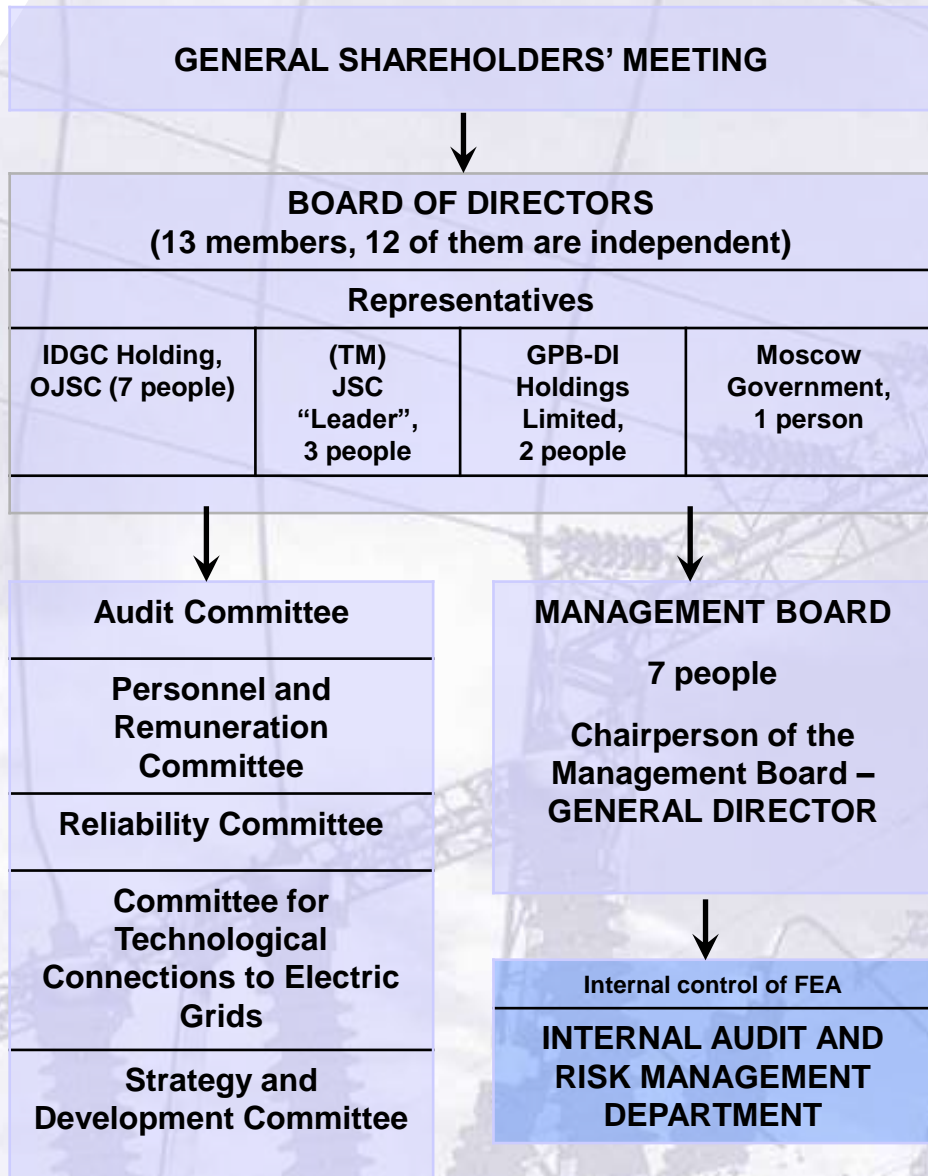 GENERAL SHAREHOLDERS’ MEETING
BOARD OF DIRECTORS
(13 members, 12 of them are independent)
Representatives
IDGC Holding,
OJSC (7 people)
(TM)
JSC
“Leader”,
3 people
GPB-DI
Holdings
Limited,
2 people
Moscow
Government,
1 person
Audit Committee
Personnel and
Remuneration
Committee
Reliability Committee
Committee for
Technological
Connections to Electric
Grids
Strategy and
Development Committee
MANAGEMENT BOARD
7 people
Chairperson of the
Management Board –
GENERAL DIRECTOR
Internal control of FEA
INTERNAL AUDIT AND
RISK MANAGEMENT
DEPARTMENT